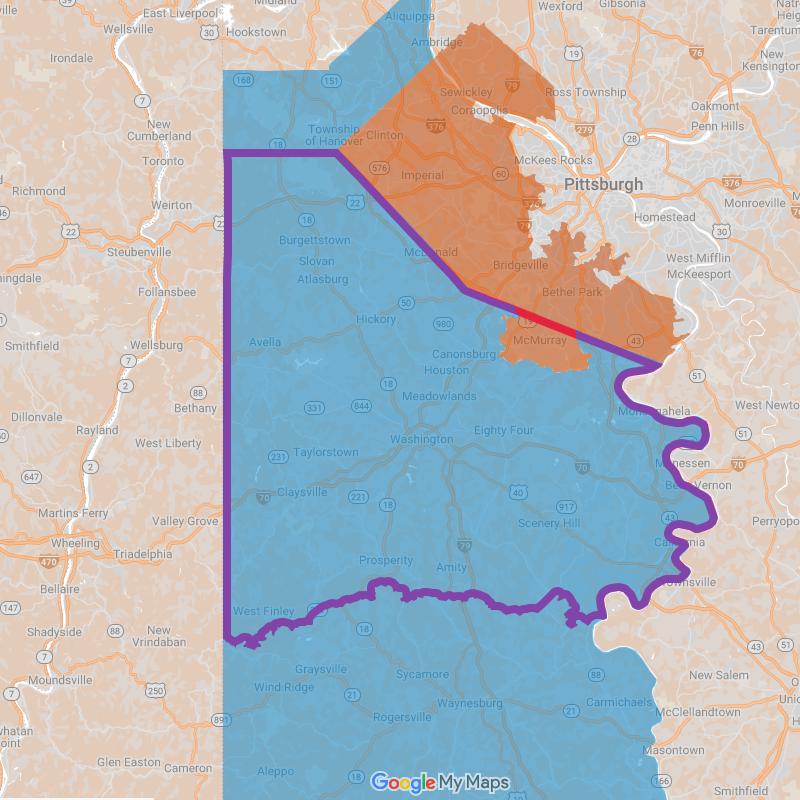 East Liverpool
Midland
Aliquippa
Wexford
Gibsonia
Wellsville
30
Hookstown
Ambridge
Tarentum
Irondale
19
76
New
Kensington
168
151
79
7
Sewickley
Ross Township
Coraopolis
Oakmont
New
Cumberland
Township
of Hanover
Clinton
376
279
28
Penn Hills
18
Toronto
McKees Rocks
576
Imperial
60
Pittsburgh
376
Richmond
Weirton
22
Monroeville
376
22
22
18
Homestead
30
Burgettstown
Steubenville
McDonald
West Mifflin
Slovan
Bridgeville
McKeesport
Atlasburg
Follansbee
Bethel Park
50
Hickory
980
19
Smithfield
Wellsburg
Avella
McMurray
43
7
Canonsburg
Houston
51
2
18
88
Meadowlands
Dillonvale
Bethany
331
844
Monongahela
West Newton
Rayland
Eighty Four
51
West Liberty
Washington
Taylorstown
2
231
70
Monessen
70
647
70
Claysville
221
40
Belle Vernon
18
917
Martins Ferry
Valley Grove
Scenery Hill
43
Perryopolis
Wheeling
79
California
470
Triadelphia
Prosperity
Amity
Bellaire
Brownsville
147
West Finley
Shadyside
88
New
Vrindaban
18
43
51
7
Graysville
Sycamore
88
New Salem
Moundsville
Wind Ridge
7
250
21
Waynesburg
Carmichaels
891
Rogersville
21
McClellandtown
Masontown
Glen Easton
Cameron
Aleppo
18
Google My Maps
166
Smithfield